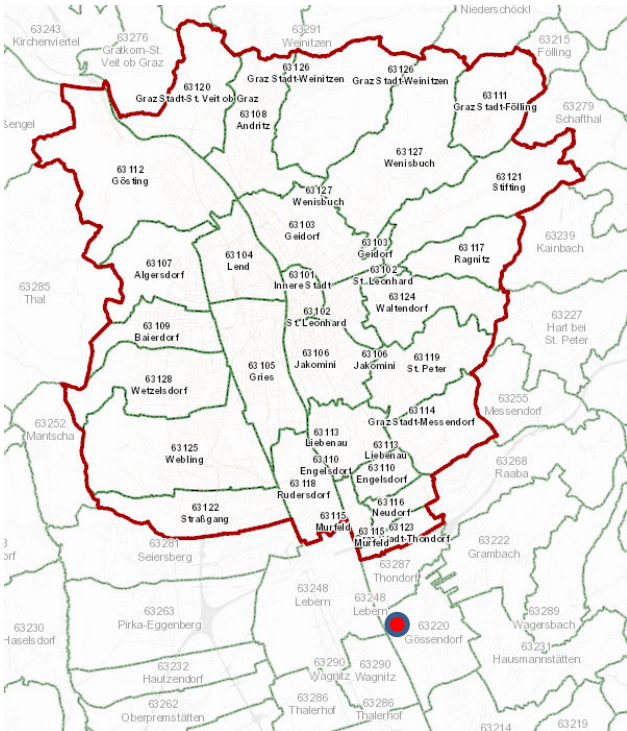 Niederschöckl
63243
Kirchenviertel
63276
Gratkorn-St.
Veit ob Graz
63291
Weinitzen
63215
Fölling
63126
Graz Stadt-Weinitzen
63126
Graz Stadt-Weinitzen
63120
Graz Stadt-St. Veit ob Graz
63111
Graz Stadt-Fölling
63279
Schafthal
63108
Andritz
ßengel
63127
Wenisbuch
63112
Gösting
63121
Stifting
63127
Wenisbuch
63103
Geidorf
63239
Kainbach
63103
Geidorf
63117
Ragnitz
63107
Algersdorf
63104
Lend
63101
Innere Stadt
63102
St. Leonhard
63285
Thal
63124
Waltendorf
63102
St. Leonhard
63227
Hart bei
St. Peter
63109
Baierdorf
63105
Gries
63106
Jakomini
63106
Jakomini
63119
St. Peter
63128
Wetzelsdorf
63255
Messendorf
63114
Graz Stadt-Messendorf
63252
Mantscha
63113
Liebenau
63113
Liebenau
63125
Webling
63110
Engelsdorf
63110
Engelsdorf
63268
Raaba
63118
Rudersdorf
63122
Straßgang
63116
Neudorf
63115
Murfeld
63115
Murfeld
63123
Stadt-Thondorf
63281
Seiersberg
63222
Grambach
63287
Thondorf
63248
Lebern
63248
Lebern
63263
Pirka-Eggenberg
63289
Wagersbach
63220
Gössendorf
63230
Haselsdorf
63231
Hausmannstätten
63232
Hautzendorf
63290
Wagnitz
63290
Wagnitz
63262
Oberpremstätten
63286
Thalerhof
63286
Thalerhof
63214
63219